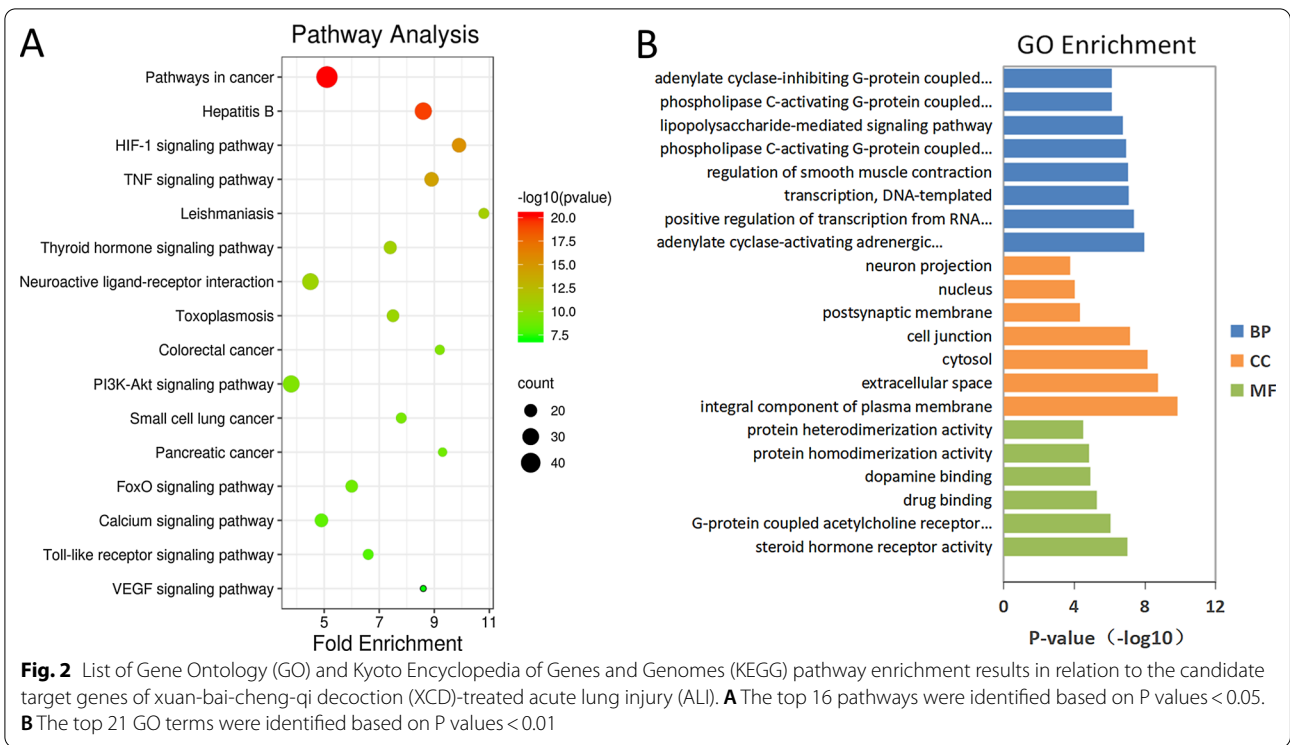 A
Pathway Analysis
Pathways in cancer
Hepatitis B
HIF-1 signaling pathway
TNF signaling pathway
Leishmaniasis
Thyroid hormone signaling pathway
Neuroactive ligand-receptor interaction
Toxoplasmosis
Colorectal cancer
PI3K-Akt signaling pathway
Small cell lung cancer
Pancreatic cancer
FoxO signaling pathway
Calcium signaling pathway
Toll-like receptor signaling pathway
VEGF signaling pathway
5 7 9 11
Fold Enrichment
-log10(pvalue)
20.0
17.5
15.0
12.5
10.0
7.5
count
20
30
40
B
GO Enrichment
adenylate cyclase-inhibiting G-protein coupled...
phospholipase C-activating G-protein coupled...
lipopolysaccharide-mediated signaling pathway
phospholipase C-activating G-protein coupled...
regulation of smooth muscle contraction
transcription, DNA-templated
positive regulation of transcription from RNA...
adenylate cyclase-activating adrenergic...
neuron projection
nucleus
postsynaptic membrane
cell junction
cytosol
extracellular space
integral component of plasma membrane
protein heterodimerization activity
protein homodimerization activity
dopamine binding
drug binding
G-protein coupled acetylcholine receptor...
steroid hormone receptor activity
0 4 8 12
P-value（-log10）
BP
CC
MF
Fig. 2 List of Gene Ontology (GO) and Kyoto Encyclopedia of Genes and Genomes (KEGG) pathway enrichment results in relation to the candidate
target genes of xuan-bai-cheng-qi decoction (XCD)-treated acute lung injury (ALI). A The top 16 pathways were identified based on P values < 0.05.
B The top 21 GO terms were identified based on P values < 0.01